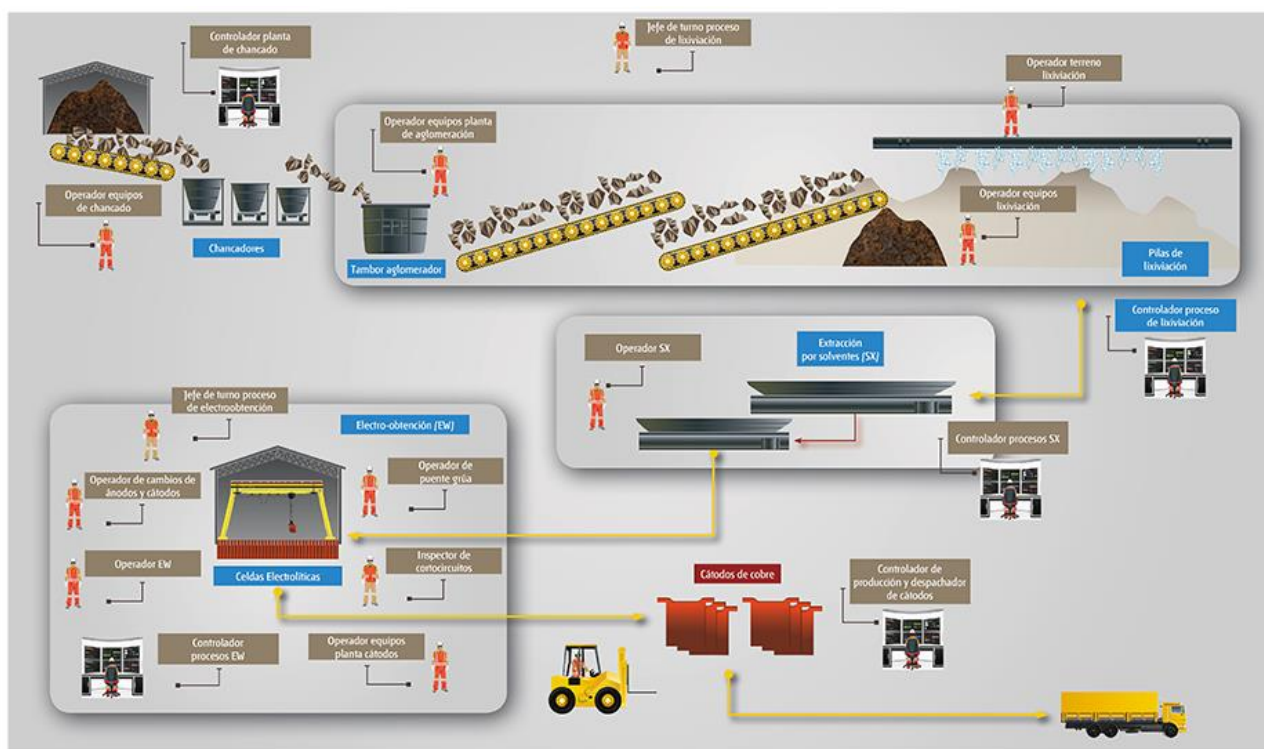 Controlador planta
de chancado
Jefe de turno proceso
de lixiviación
Operador terreno
lixiviación
Operador equipos planta
de aglomeración
Operador equipos
de chancado
Operador equipos
lixiviación
Chancadores
Tambor aglomerador
Pilas de
lixiviación
Controlador proceso
de lixiviación
Operador SX
Extracción
por solventes (SX)
Jefe de turno proceso
de electroobtención
Electro-obtención (EW)
Controlador procesos SX
Operador de cambios de
ánodos y cátodos
Operador de
puente grúa
Operador EW
Celdas Electrolíticas
Inspector de
cortocircuitos
Cátodos de cobre
Controlador de
producción y despachador
de cátodos
Controlador
procesos EW
Operador equipos
planta cátodos